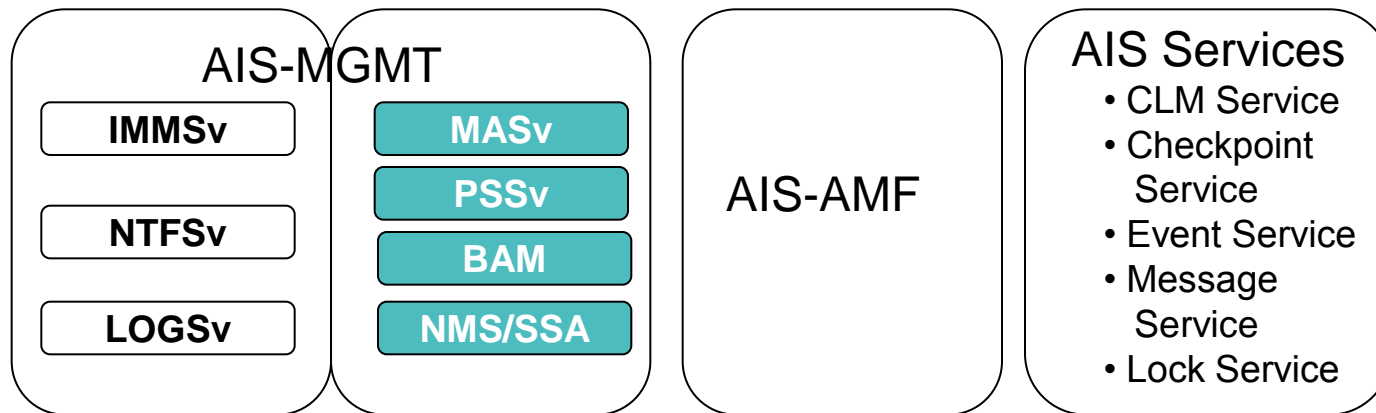 AIS-MGMT
IMMSv
NTFSv
LOGSv
MASv
PSSv
BAM
NMS/SSA
AIS-AMF
AIS Services
• CLM Service
• Checkpoint
Service
• Event Service
• Message
Service
• Lock Service